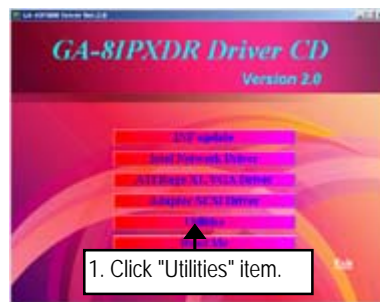 GA-8IPXDR Driver CD
Version 2.0
INF update
Intel Network Driver
ATI Rage XL VGA Driver
Adaptec SCSI Driver
Utilities
Exit
1. Click "Utilities" item.